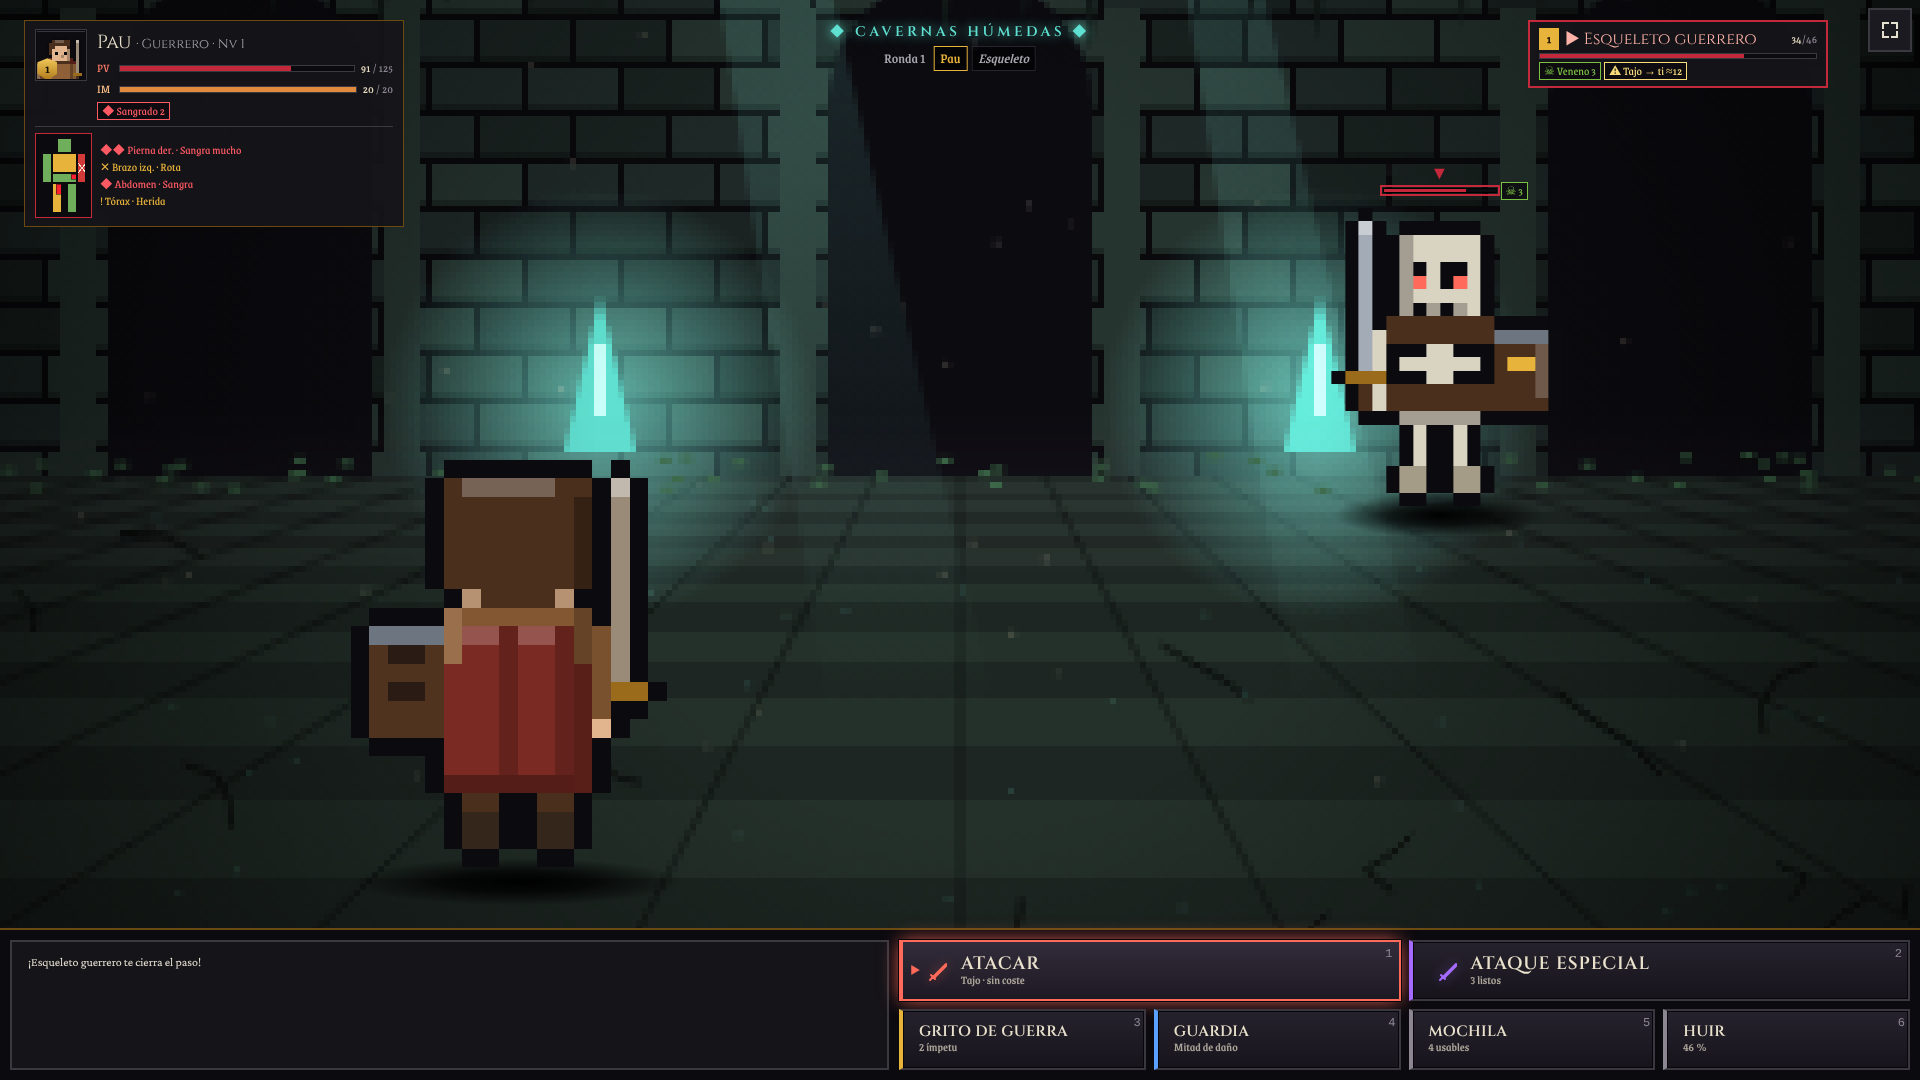 PAU · GUERRERO · NV 1
1
PV 91 / 125
IM 20 / 20
Sangrado 2
Pierna der. · Sangra mucho
Brazo izq. · Rota
Abdomen · Sangra
! Tórax · Herida
CAVERNAS HÚMEDAS
Ronda 1 Pau Esqueleto
1 ESQUELETO GUERRERO 34/46
Veneno 3 Tajo → ti ≈12
3
¡Esqueleto guerrero te cierra el paso!
ATACAR 1
Tajo · sin coste
ATAQUE ESPECIAL 2
3 listos
GRITO DE GUERRA 3
2 ímpetu
GUARDIA 4
Mitad de daño
MOCHILA 5
4 usables
HUIR 6
46 %